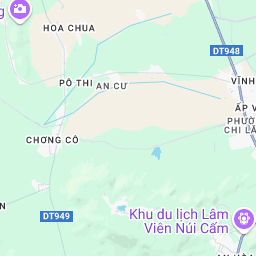 HOA CHUA
DT948
PÔ THI
AN CƯ
VĨNH
ẤP V
PHƯỜ
CHI LĂ
CHƠNG CÔ
DT949
Khu du lịch Lâm
Viên Núi Cấm